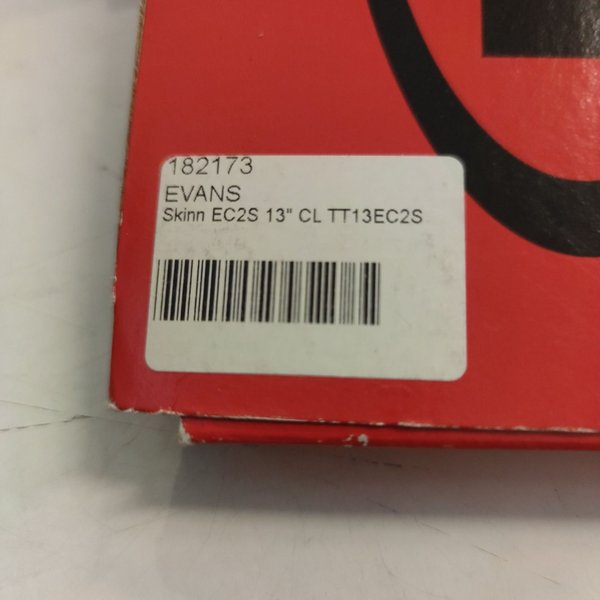 182173
EVANS
Skinn EC2S 13" CL TT13EC2S